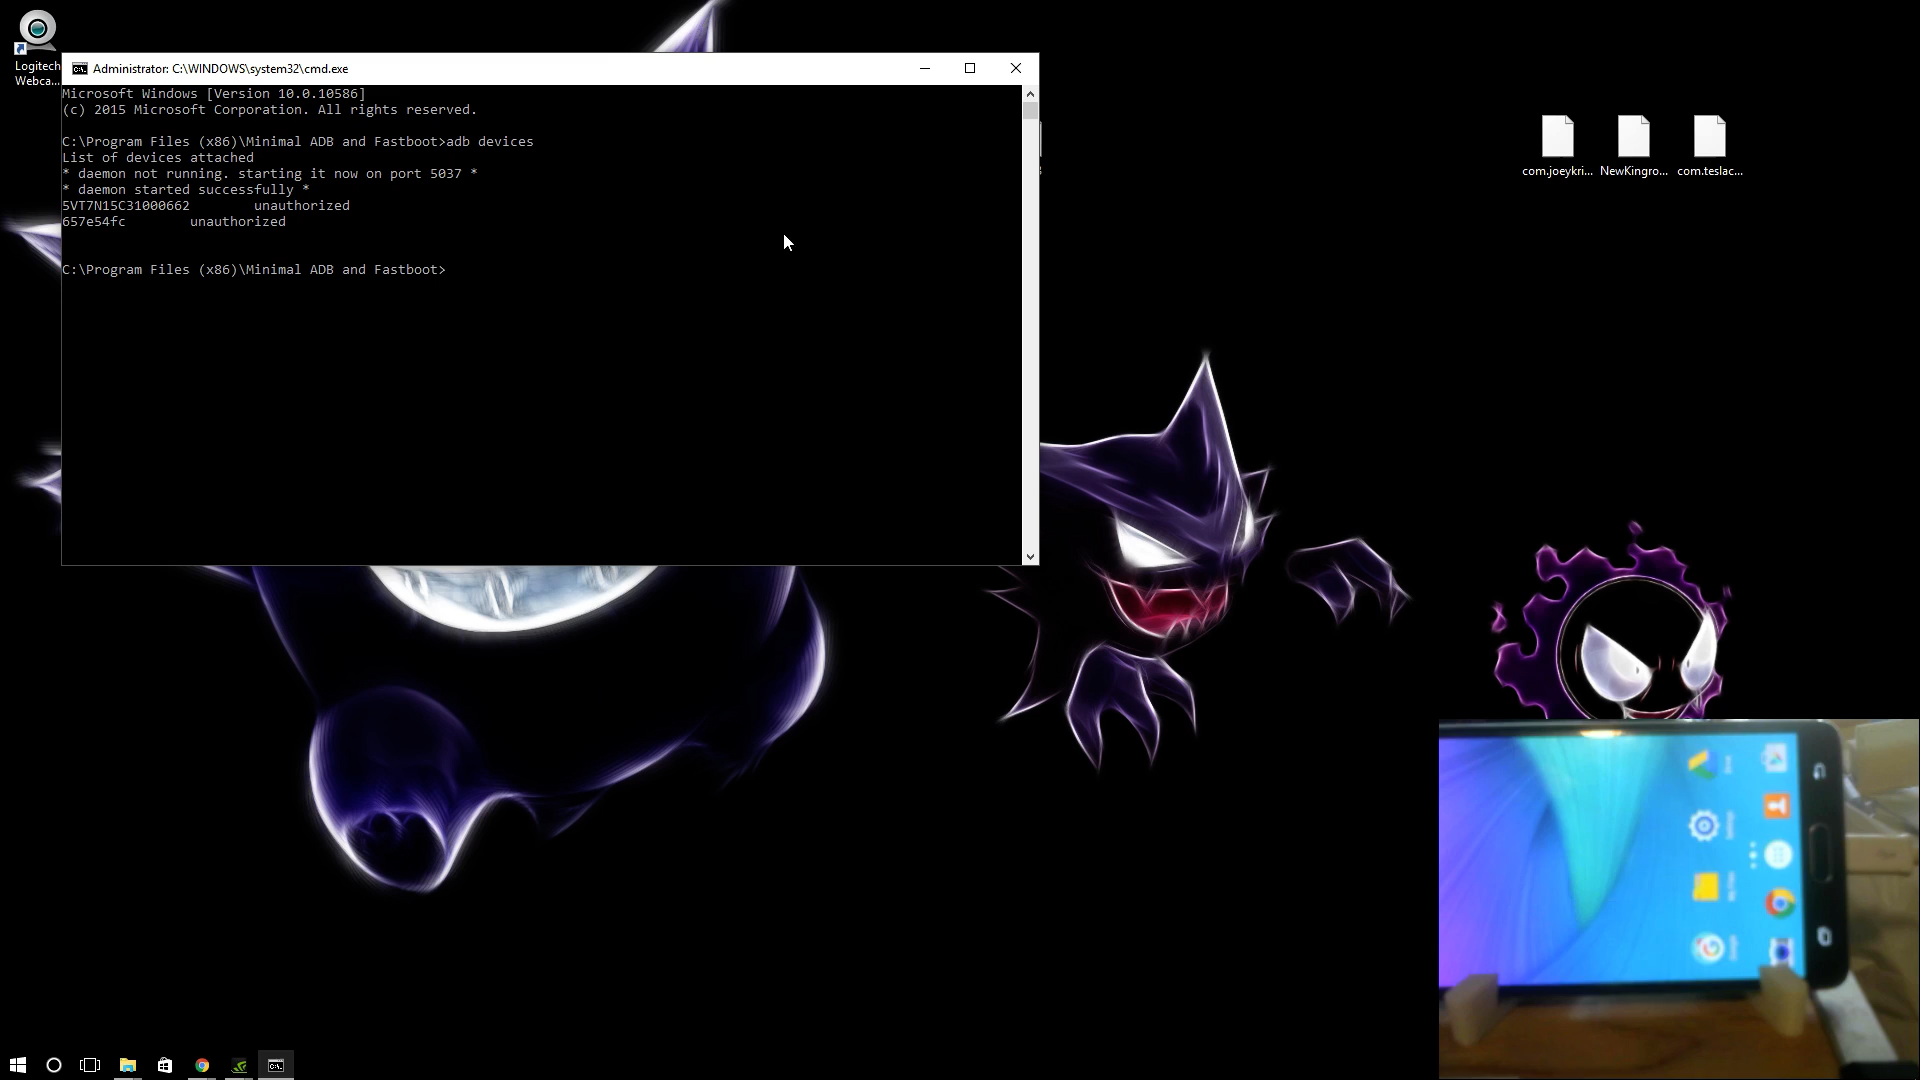 Logitech
Webca...
Administrator: C:\WINDOWS\system32\cmd.exe
Microsoft Windows [Version 10.0.10586]
(c) 2015 Microsoft Corporation. All rights reserved.
C:\Program Files (x86)\Minimal ADB and Fastboot>adb devices
List of devices attached
* daemon not running. starting it now on port 5037 *
* daemon started successfully *
5VT7N15C31000662 unauthorized
657e54fc unauthorized
C:\Program Files (x86)\Minimal ADB and Fastboot>
com.joeykri... NewKingro... com.teslac...